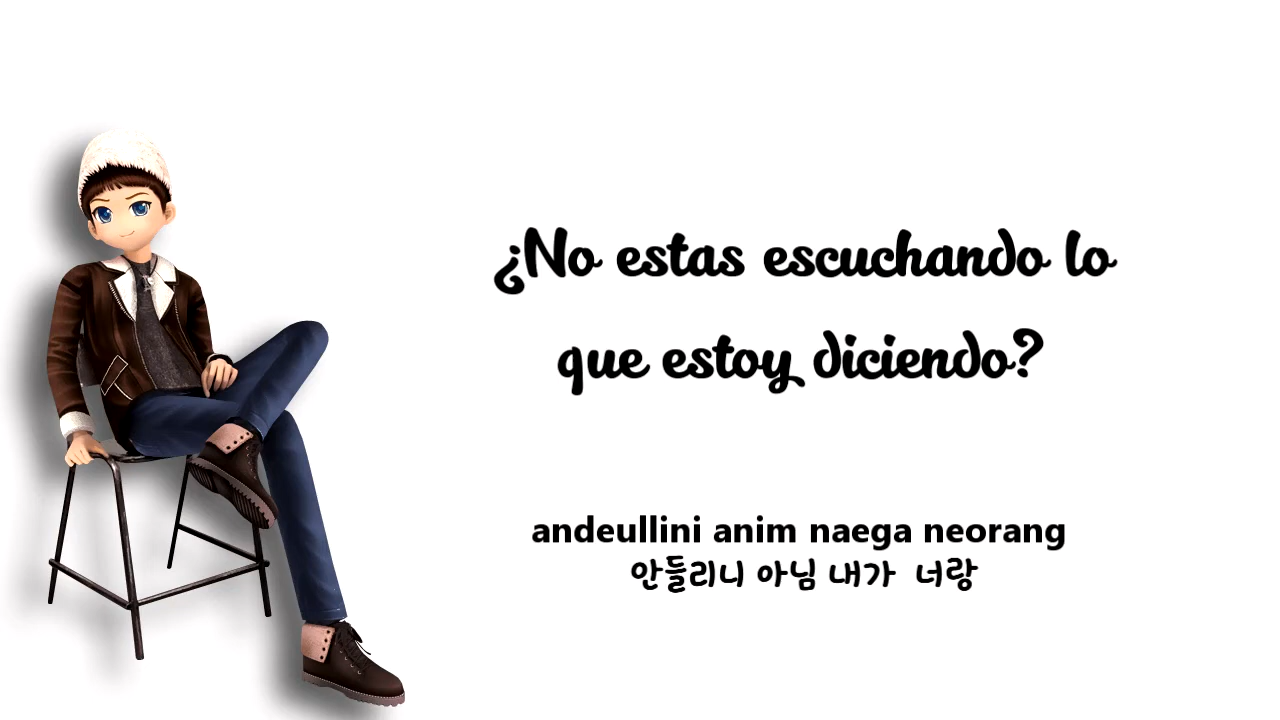 ¿No estas escuchando lo
que estoy diciendo?
andeullini anim naega neorang
안들리니 아님 내가 너랑